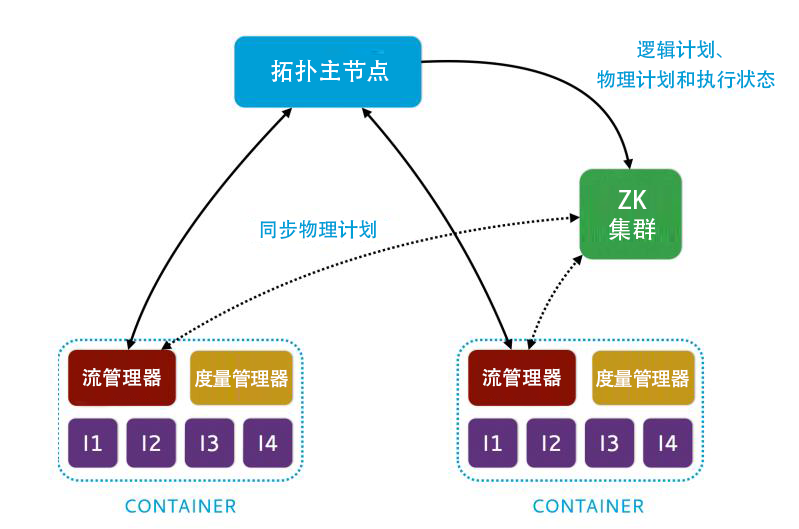 拓扑主节点
逻辑计划、
物理计划和执行状态
ZK
集群
同步物理计划
流管理器
度量管理器
I1
I2
I3
I4
CONTAINER
流管理器
度量管理器
I1
I2
I3
I4
CONTAINER